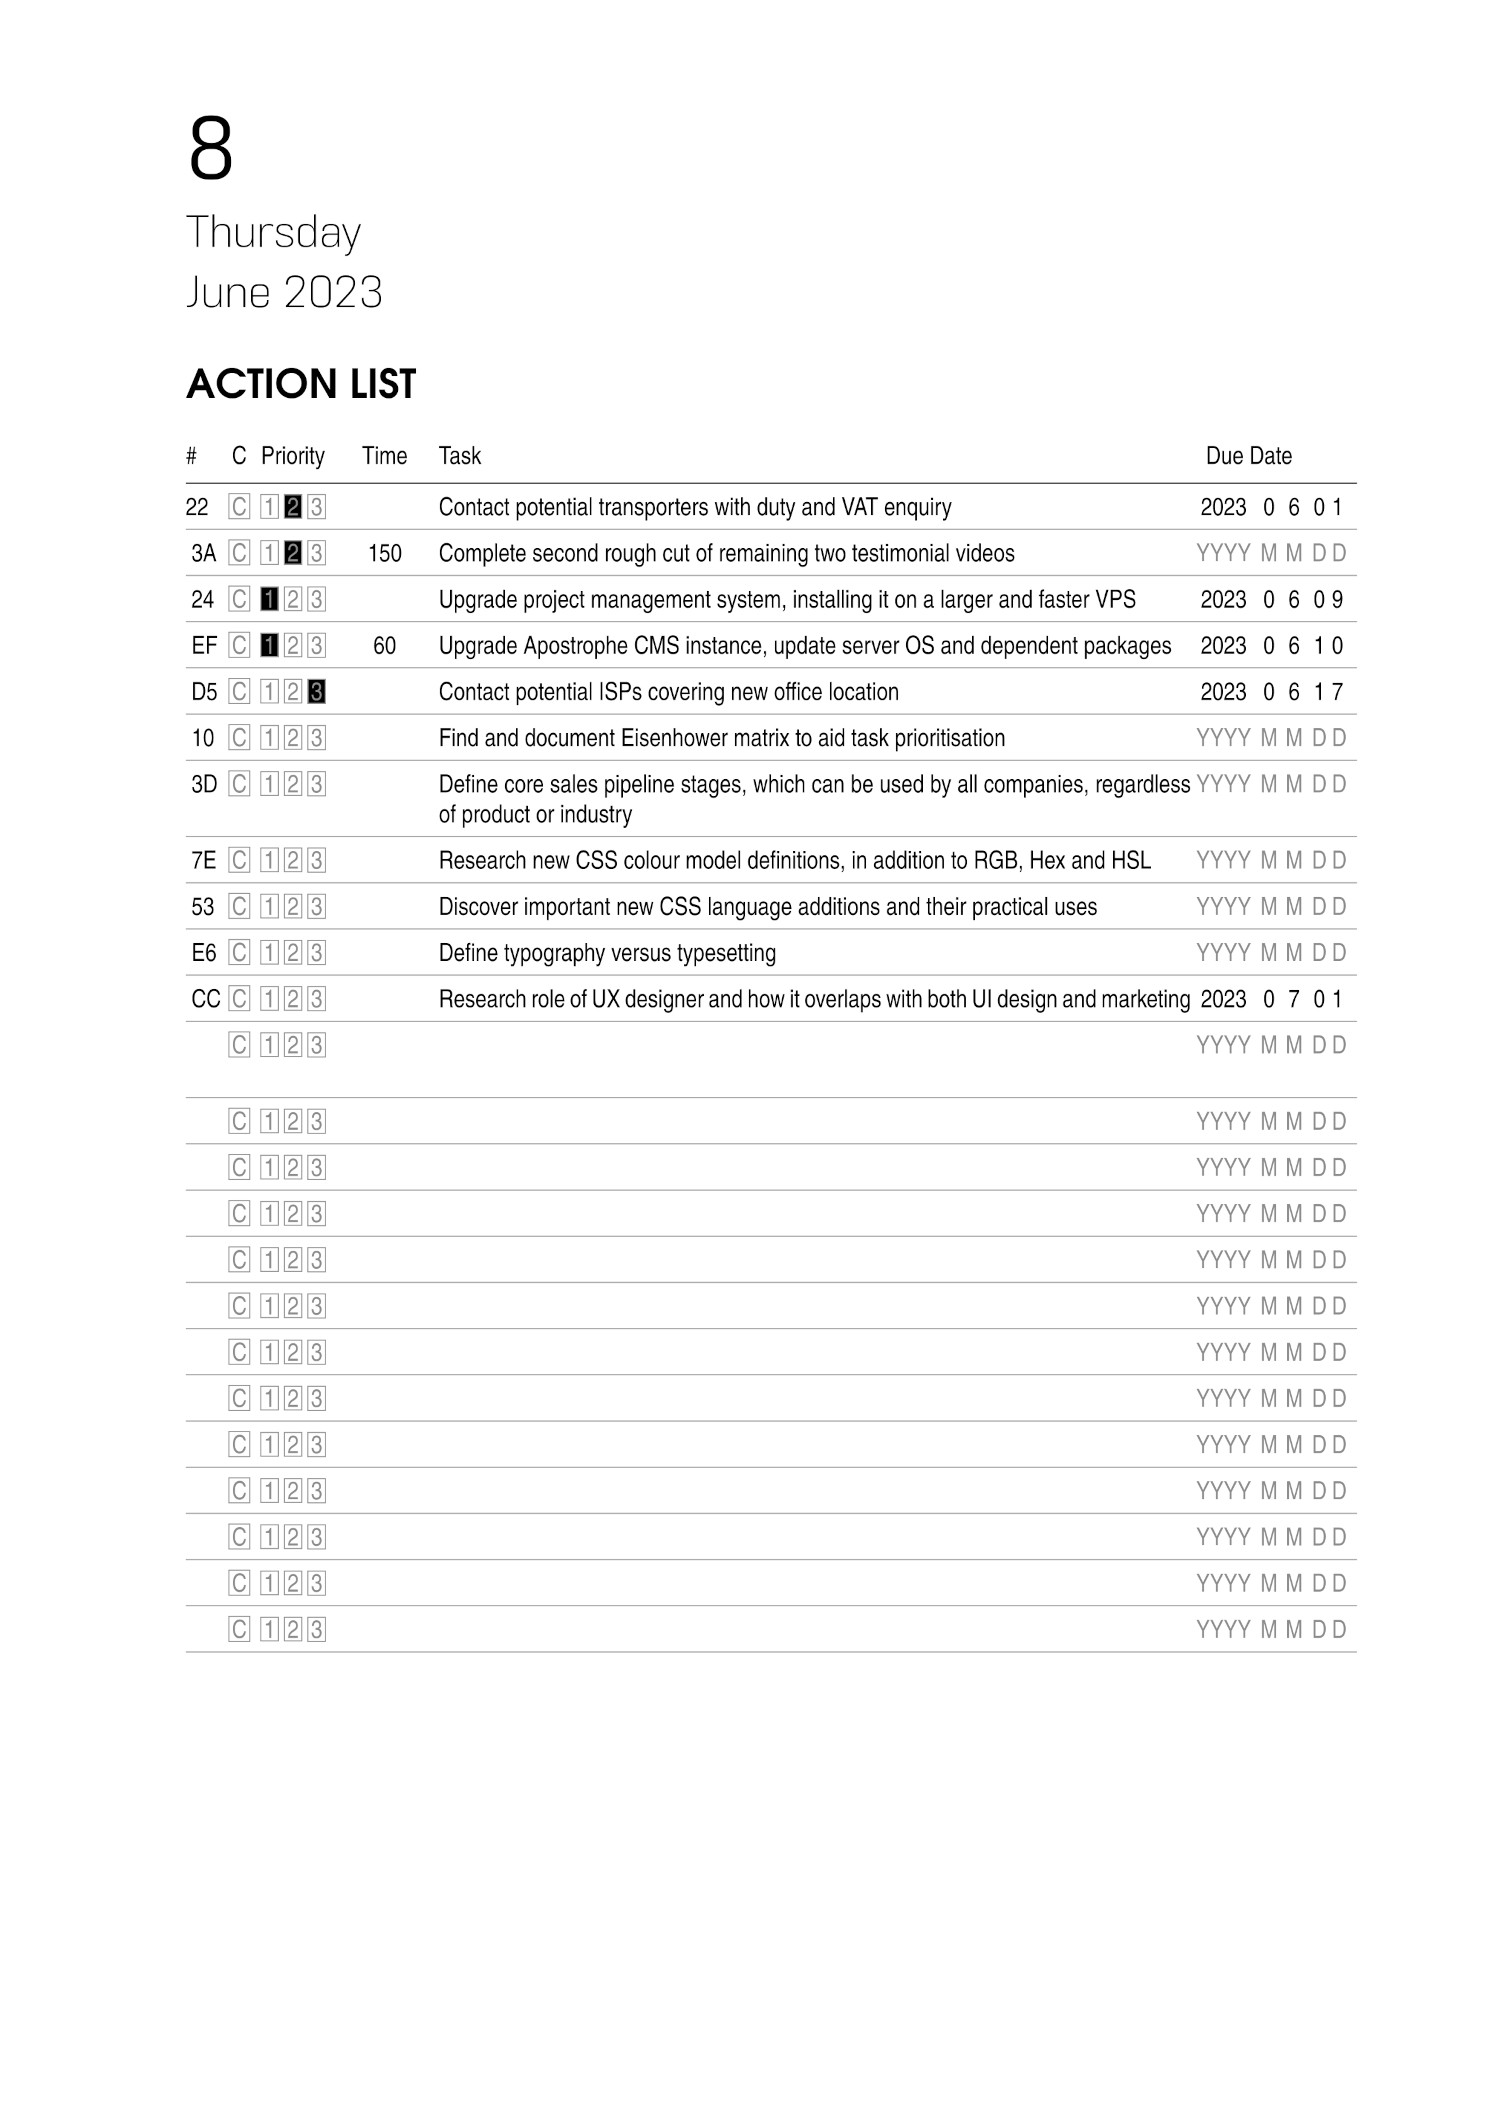 8
Thursday
June 2023
ACTION LIST
# C Priority Time Task Due Date
22 C 1 2 3 Contact potential transporters with duty and VAT enquiry 2023 0 6 0 1
3A C 1 2 3 150 Complete second rough cut of remaining two testimonial videos YYYY M M D D
24 C 1 2 3 Upgrade project management system, installing it on a larger and faster VPS 2023 0 6 0 9
EF C 1 2 3 60 Upgrade Apostrophe CMS instance, update server OS and dependent packages 2023 0 6 1 0
D5 C 1 2 3 Contact potential ISPs covering new office location 2023 0 6 1 7
10 C 1 2 3 Find and document Eisenhower matrix to aid task prioritisation YYYY M M D D
3D C 1 2 3 Define core sales pipeline stages, which can be used by all companies, regardless YYYY M M D D
of product or industry
7E C 1 2 3 Research new CSS colour model definitions, in addition to RGB, Hex and HSL YYYY M M D D
53 C 1 2 3 Discover important new CSS language additions and their practical uses YYYY M M D D
E6 C 1 2 3 Define typography versus typesetting YYYY M M D D
CC C 1 2 3 Research role of UX designer and how it overlaps with both UI design and marketing 2023 0 7 0 1
C 1 2 3 YYYY M M D D
C 1 2 3 YYYY M M D D
C 1 2 3 YYYY M M D D
C 1 2 3 YYYY M M D D
C 1 2 3 YYYY M M D D
C 1 2 3 YYYY M M D D
C 1 2 3 YYYY M M D D
C 1 2 3 YYYY M M D D
C 1 2 3 YYYY M M D D
C 1 2 3 YYYY M M D D
C 1 2 3 YYYY M M D D
C 1 2 3 YYYY M M D D
C 1 2 3 YYYY M M D D